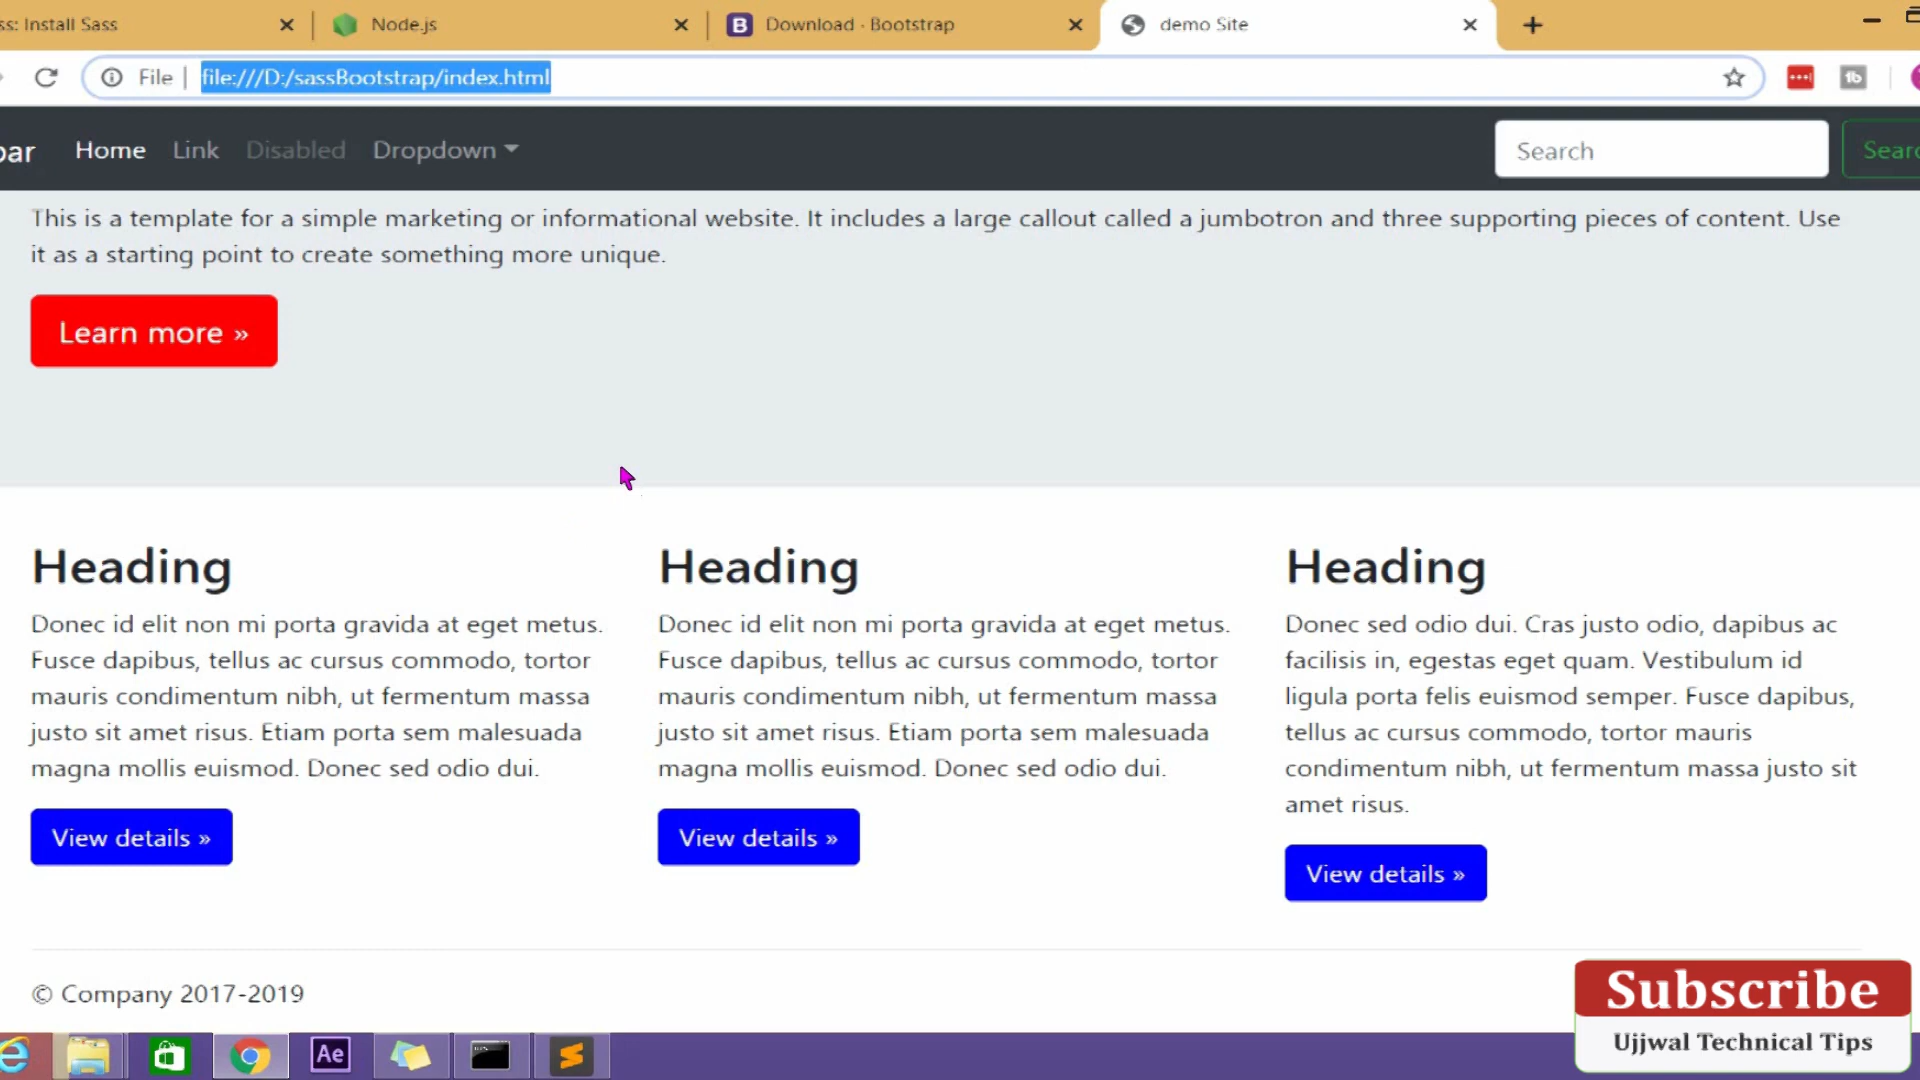 ss: Install Sass
Node.js
Download · Bootstrap
demo Site
File | file:///D:/sassBootstrap/index.html
bar Home Link Disabled Dropdown Search Searc
This is a template for a simple marketing or informational website. It includes a large callout called a jumbotron and three supporting pieces of content. Use
it as a starting point to create something more unique.
Learn more »
Heading
Donec id elit non mi porta gravida at eget metus.
Fusce dapibus, tellus ac cursus commodo, tortor
mauris condimentum nibh, ut fermentum massa
justo sit amet risus. Etiam porta sem malesuada
magna mollis euismod. Donec sed odio dui.
View details »
Heading
Donec id elit non mi porta gravida at eget metus.
Fusce dapibus, tellus ac cursus commodo, tortor
mauris condimentum nibh, ut fermentum massa
justo sit amet risus. Etiam porta sem malesuada
magna mollis euismod. Donec sed odio dui.
View details »
Heading
Donec sed odio dui. Cras justo odio, dapibus ac
facilisis in, egestas eget quam. Vestibulum id
ligula porta felis euismod semper. Fusce dapibus,
tellus ac cursus commodo, tortor mauris
condimentum nibh, ut fermentum massa justo sit
amet risus.
View details »
© Company 2017-2019
Subscribe
Ujjwal Technical Tips
Ae